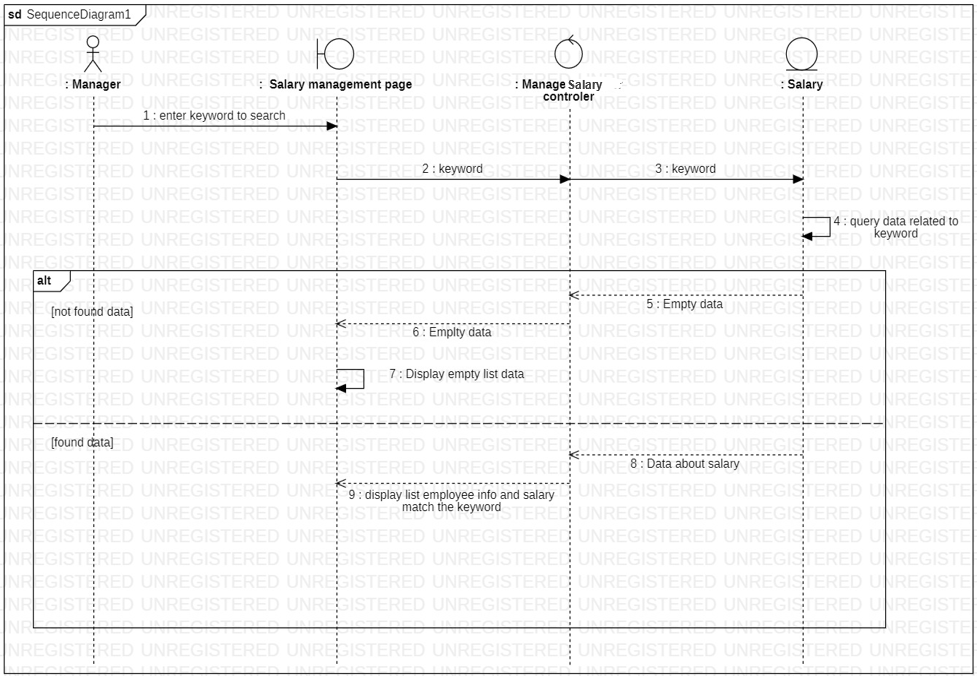 sd SequenceDiagram1
: Manager
: Salary management page
: Manage Salary
controler
: Salary
1 : enter keyword to search
2 : keyword
3 : keyword
4 : query data related to
keyword
alt
[not found data]
5 : Empty data
6 : Emplty data
7 : Display empty list data
[found data]
8 : Data about salary
9 : display list employee info and salary
match the keyword
UNREGISTERED